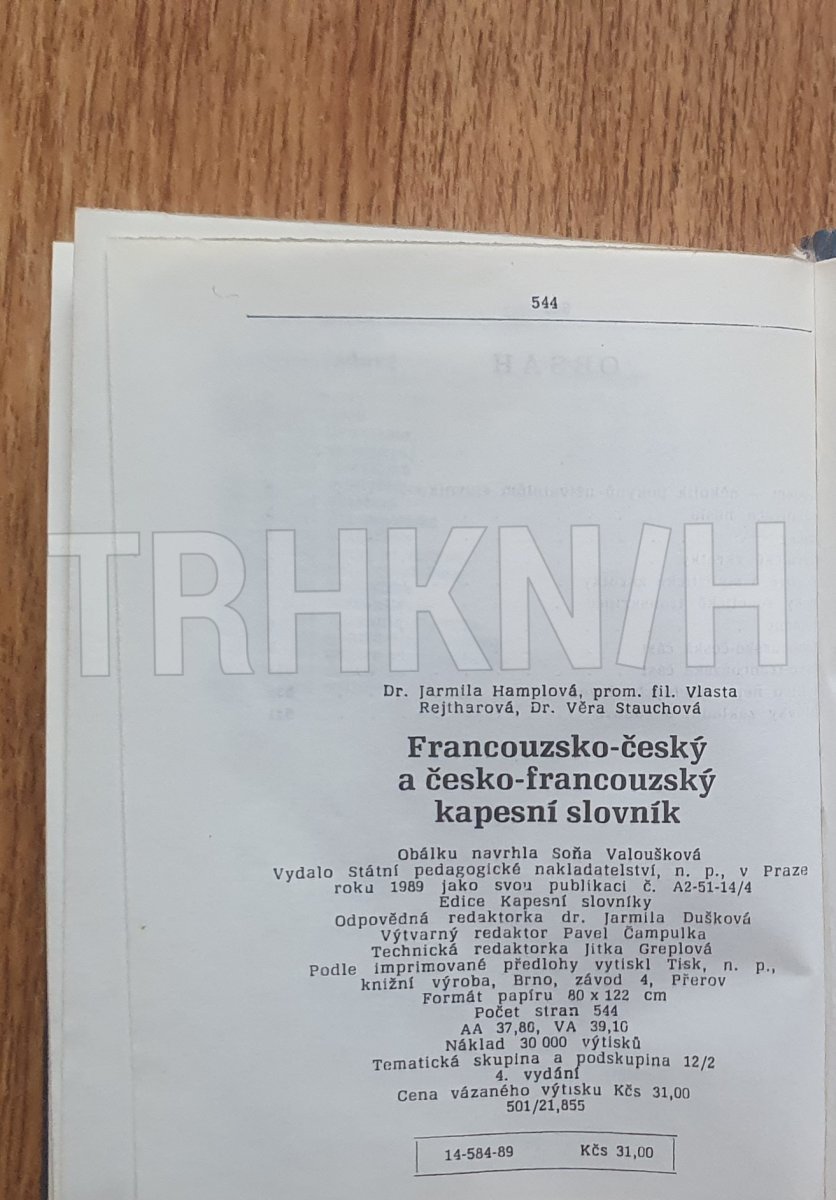 544
TRHKN/H
Dr. Jarmila Hamplová, prom. fil. Vlasta
Rejtharová, Dr. Věra Stauchová
Francouzsko-český
a česko-francouzský
kapesní slovník
Obálku navrhla Soňa Valoušková
Vydalo Státní pedagogické nakladatelství, n. p., v Praze
roku 1989 jako svou publikaci č. A2-51-14/4
Edice Kapesní slovníky
Odpovědná redaktorka dr. Jarmila Dušková
Výtvarný redaktor Pavel Čampulka
Technická redaktorka Jitka Greplová
Podle imprimované předlohy vytiskl Tisk, n. p.,
knižní výroba, Brno, závod 4, Přerov
Formát papíru 80 x 122 cm
Počet stran 544
AA 37,80, VA 39,10
Náklad 30 000 výtisků
Tematická skupina a podskupina 12/2
4. vydání
Cena vázaného výtisku Kčs 31,00
501/21,855
14-584-89 Kčs 31,00